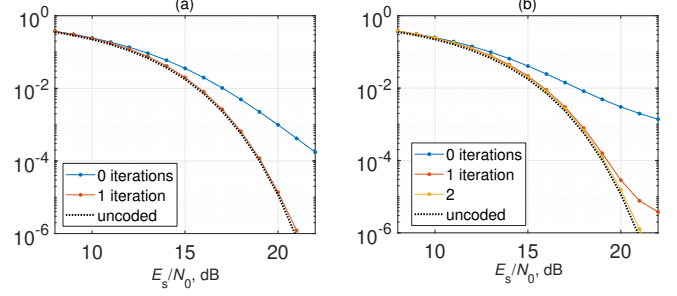 (a)
10^0
10^-2
10^-4
10^-6
0 iterations
1 iteration
uncoded
10
15
20
E_s/N_0, dB
(b)
10^0
10^-2
10^-4
10^-6
0 iterations
1 iteration
2
uncoded
10
15
20
E_s/N_0, dB